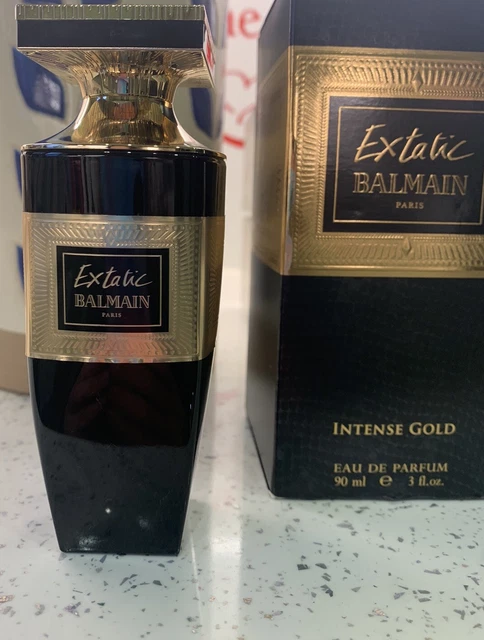 Extatic
BALMAIN
PARIS
Extatic
BALMAIN
PARIS
INTENSE GOLD
EAU DE PARFUM
90 ml e 3 fl.oz.